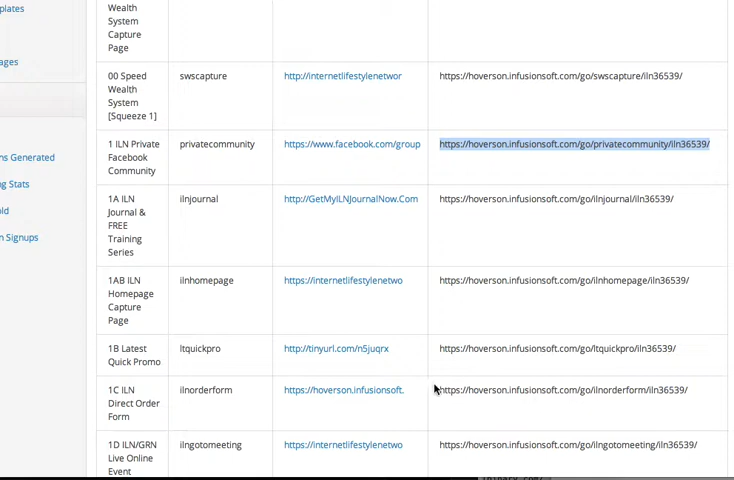 plates
ages
ns Generated
g Stats
ld
n Signups
Wealth
System
Capture
Page
00 Speed
Wealth
System
[Squeeze 1]
swscapture
http://internetlifestylenetwor
https://hoverson.infusionsoft.com/go/swscapture/iln36539/
1 ILN Private
Facebook
Community
privatecommunity
https://www.facebook.com/group
https://hoverson.infusionsoft.com/go/privatecommunity/iln36539/
1A ILN
Journal &
FREE
Training
Series
ilnjournal
http://GetMyILNJournalNow.Com
https://hoverson.infusionsoft.com/go/ilnjournal/iln36539/
1AB ILN
Homepage
Capture
Page
ilnhomepage
https://internetlifestylenetwo
https://hoverson.infusionsoft.com/go/ilnhomepage/iln36539/
1B Latest
Quick Promo
ltquickpro
http://tinyurl.com/n5juqrx
https://hoverson.infusionsoft.com/go/ltquickpro/iln36539/
1C ILN
Direct Order
Form
ilnorderform
https://hoverson.infusionsoft.
https://hoverson.infusionsoft.com/go/ilnorderform/iln36539/
1D ILN/GRN
Live Online
Event
ilngotomeeting
https://internetlifestylenetwo
https://hoverson.infusionsoft.com/go/ilngotomeeting/iln36539/